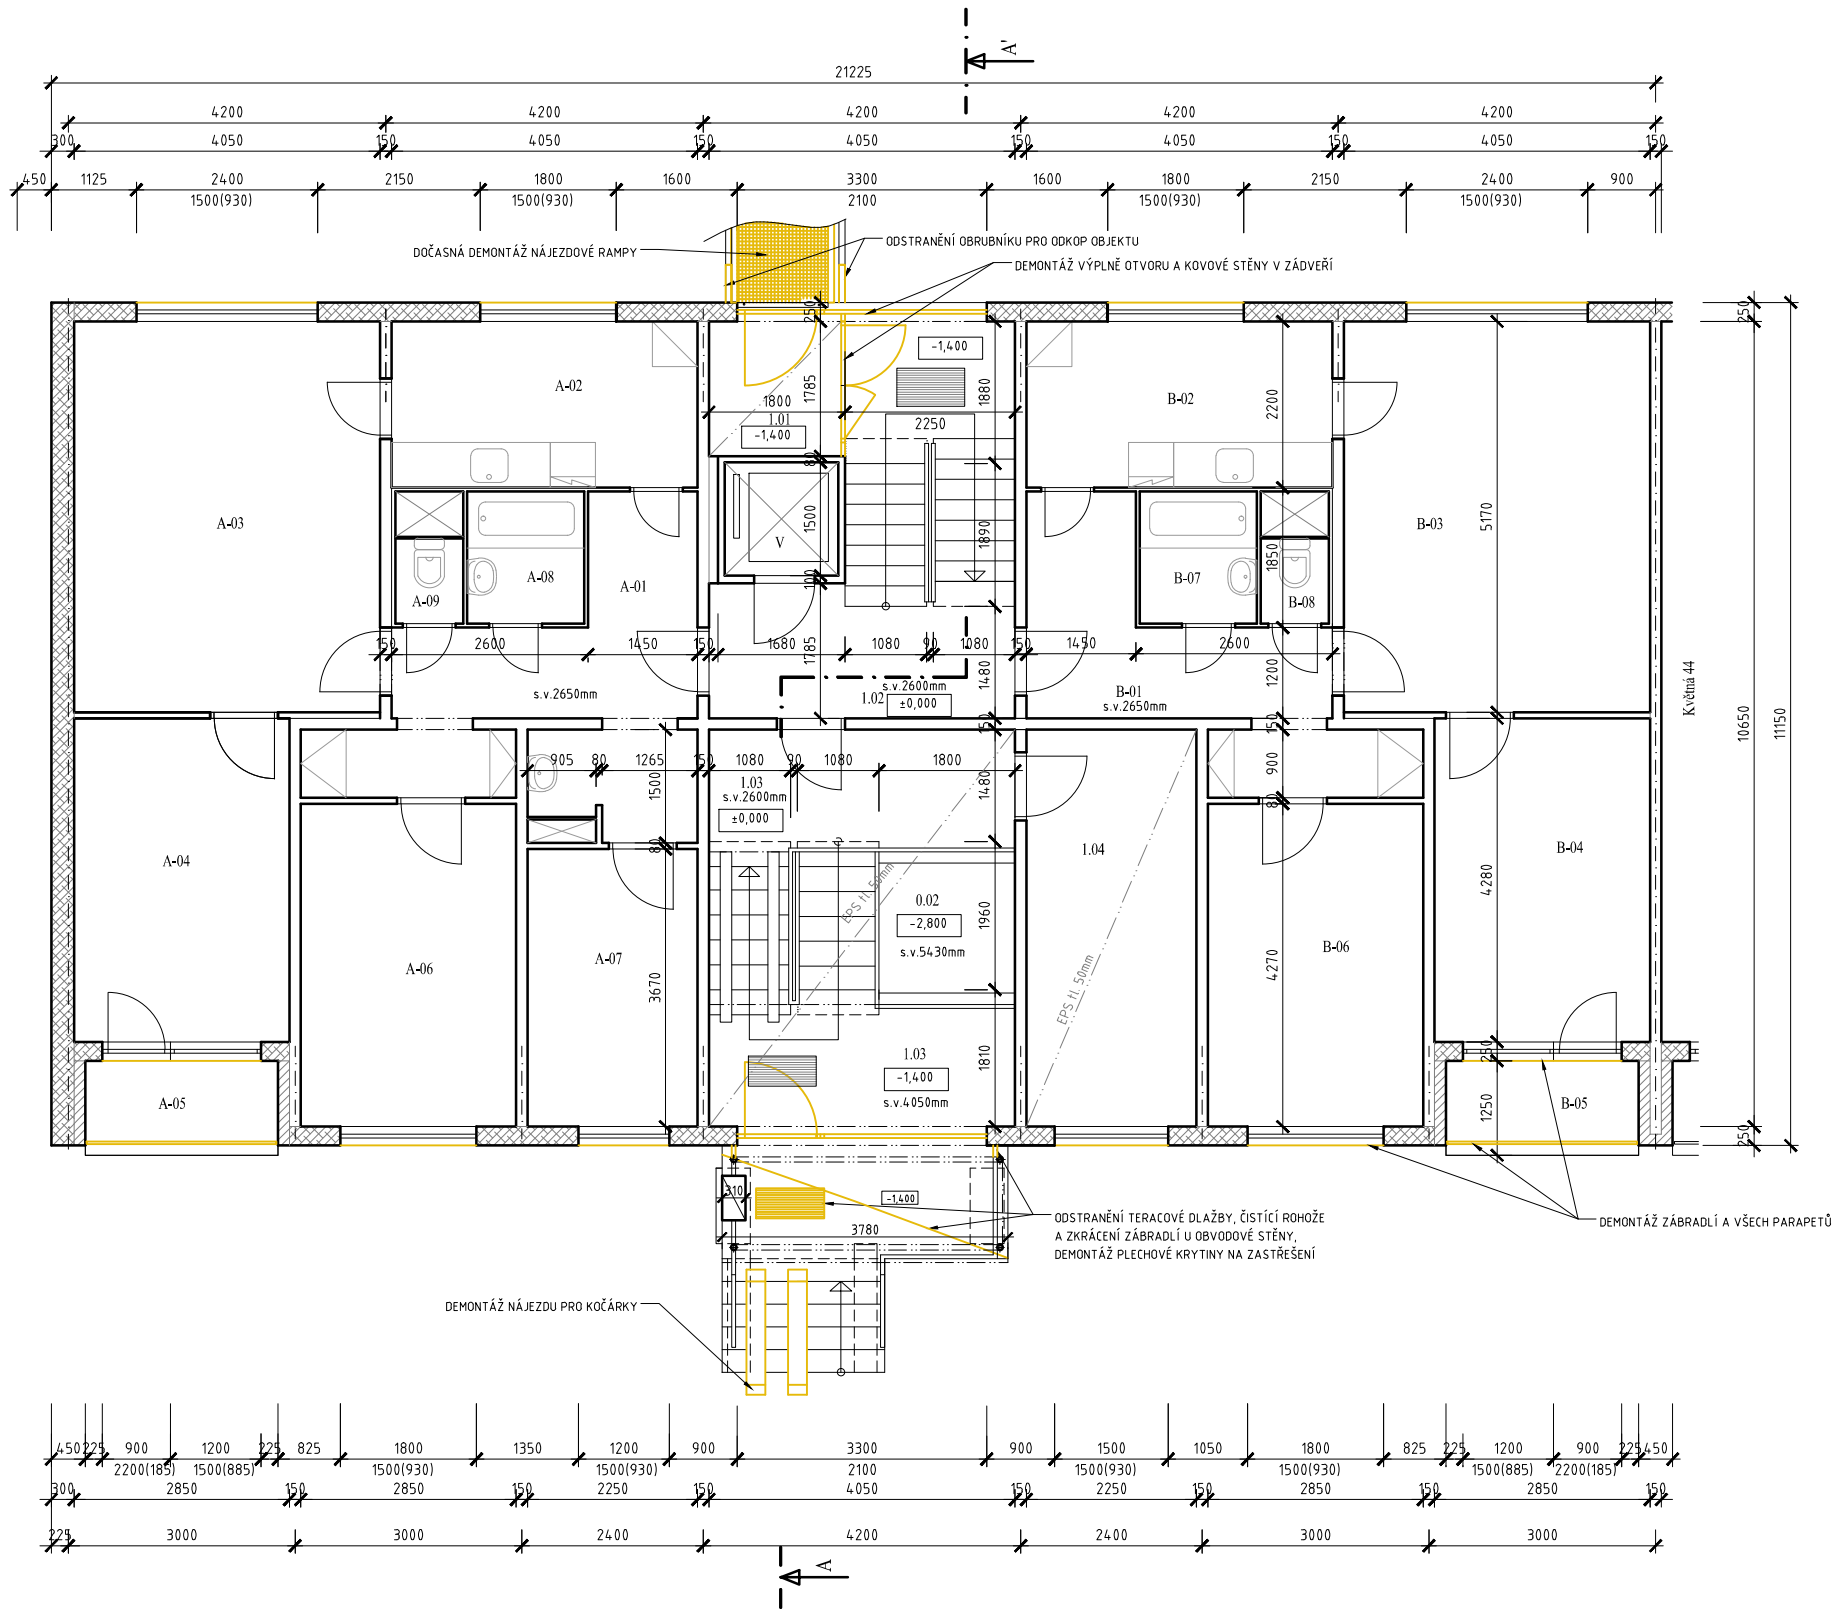 A'
21225
4200 4200 4200 4200 4200
300 4050 150 4050 150 4050 150 4050 150 4050 150
450 1125 2400 2150 1800 1600 3300 1600 1800 2150 2400 900
1500(930) 1500(930) 2100 1500(930) 1500(930)
DOČASNÁ DEMONTÁŽ NÁJEZDOVÉ RAMPY
ODSTRANĚNÍ OBRUBNÍKU PRO ODKOP OBJEKTU
DEMONTÁŽ VÝPLNĚ OTVORU A KOVOVÉ STĚNY V ZÁDVEŘÍ
250 250
-1,400
A-02 1785 1880 B-02 2200
1800
1.01 2250
-1,400
80
A-03 1500 1890 B-03 5170
V
A-08 A-01 100 B-07 1850
A-09 B-08
150 2600 1450 150 1680 1785 1080 90 1080 150 1450 2600
1480 1200
s.v.2650mm s.v.2600mm B-01
1.02 ±0,000 s.v.2650mm
Květná 44
10650 11150
150 150
905 80 1265 150 1080 90 1080 1800 900
1500 1.03 1480
s.v.2600mm
±0,000 80
80
A-04 1.04 B-04
EPS tl. 50mm 4280
0.02 1960
-2,800
s.v.5430mm
A-06 A-07 3670 B-06 4270
EPS tl. 50mm
1.03 1810 250
-1,400
s.v.4050mm
A-05 1250 B-05
250
310 -1,400
3780
ODSTRANĚNÍ TERACOVÉ DLAŽBY, ČISTÍCÍ ROHOŽE
A ZKRÁCENÍ ZÁBRADLÍ U OBVODOVÉ STĚNY,
DEMONTÁŽ PLECHOVÉ KRYTINY NA ZASTŘEŠENÍ
DEMONTÁŽ ZÁBRADLÍ A VŠECH PARAPETŮ
DEMONTÁŽ NÁJEZDU PRO KOČÁRKY
450 225 900 1200 225 825 1800 1350 1200 900 3300 900 1500 1050 1800 825 225 1200 900 225 450
2200(185) 1500(885) 1500(930) 1500(930) 2100 1500(930) 1500(930) 1500(885) 2200(185)
300 2850 150 2850 150 2250 150 4050 150 2250 150 2850 150 2850 150
225 3000 3000 2400 4200 2400 3000 3000
A